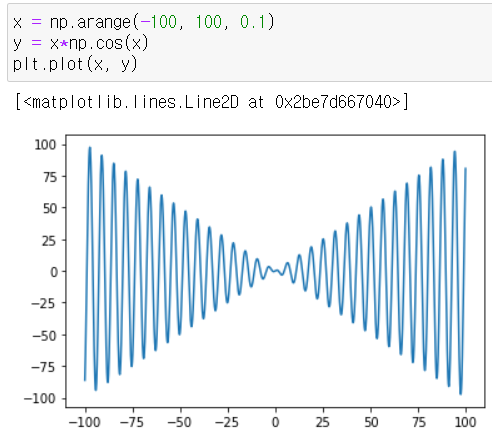 x = np.arange(-100, 100, 0.1)
y = x*np.cos(x)
plt.plot(x, y)
[<matplotlib.lines.Line2D at 0x2be7d667040>]
100
75
50
25
0
−25
−50
−75
−100
−100 −75 −50 −25 0 25 50 75 100